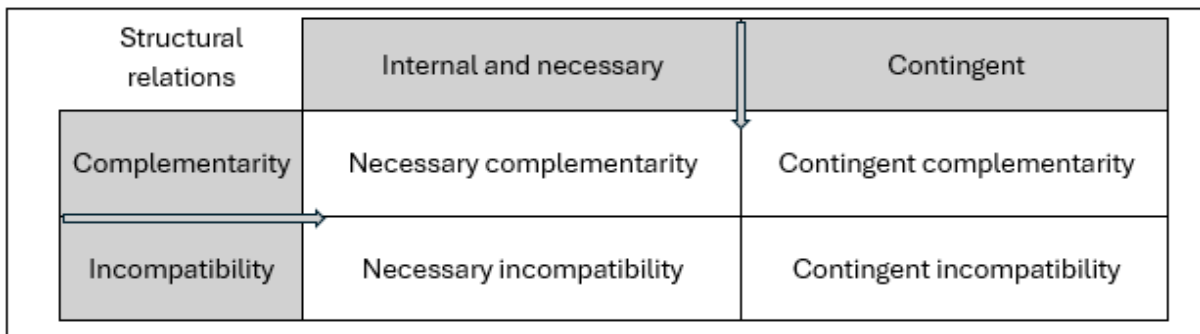 Structural
relations
Internal and necessary
Contingent
Complementarity
Necessary complementarity
Contingent complementarity
Incompatibility
Necessary incompatibility
Contingent incompatibility